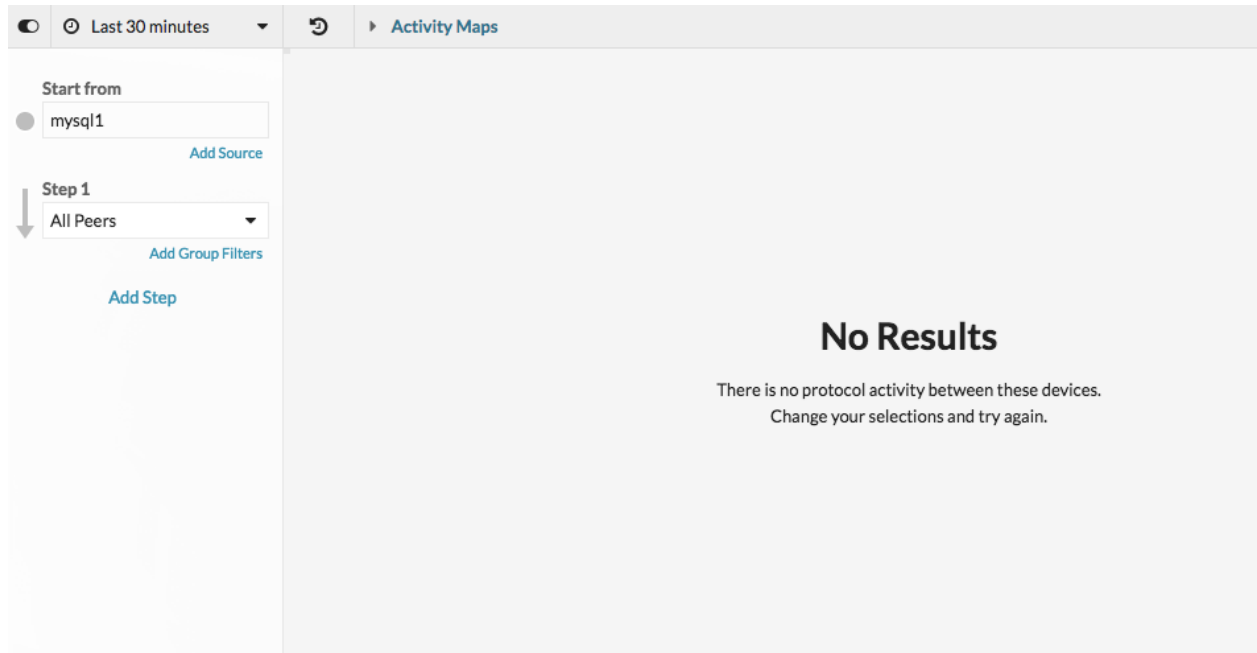 Last 30 minutes
Activity Maps
Start from
mysql1
Add Source
Step 1
All Peers
Add Group Filters
Add Step
No Results
There is no protocol activity between these devices.
Change your selections and try again.